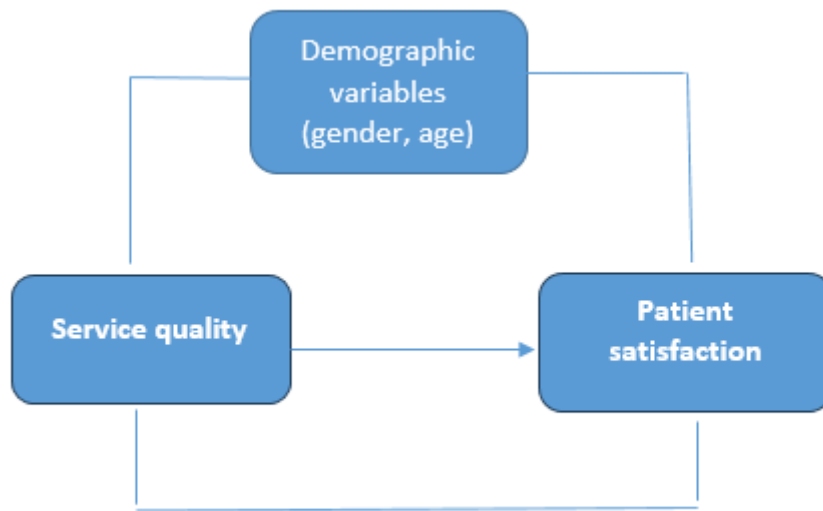 Demographic
variables
(gender, age)
Service quality
Patient
satisfaction